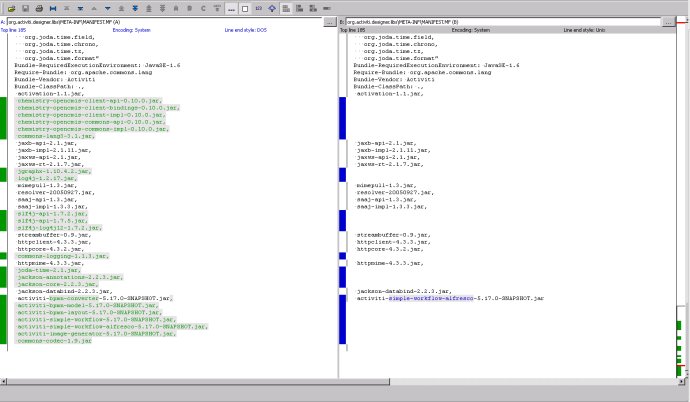 A: org.activiti.designer.libs\META-INF\MANIFEST.MF (A)
...
Top line 185
Encoding: System
Line end style: DOS
org.joda.time.field,
org.joda.time.chrono,
org.joda.time.tz,
org.joda.time.format"
Bundle-RequiredExecutionEnvironment: JavaSE-1.6
Require-Bundle: org.apache.commons.lang
Bundle-Vendor: Activiti
Bundle-ClassPath: .,
activation-1.1.jar,
chemistry-opencmis-client-api-0.10.0.jar,
chemistry-opencmis-client-bindings-0.10.0.jar,
chemistry-opencmis-client-impl-0.10.0.jar,
chemistry-opencmis-commons-api-0.10.0.jar,
chemistry-opencmis-commons-impl-0.10.0.jar,
commons-lang3-3.1.jar,
jaxb-api-2.1.jar,
jaxb-impl-2.1.11.jar,
jaxws-api-2.1.jar,
jaxws-rt-2.1.7.jar,
jgraphx-1.10.4.2.jar,
log4j-1.2.17.jar,
mimepull-1.3.jar,
resolver-20050927.jar,
saaj-api-1.3.jar,
saaj-impl-1.3.3.jar,
slf4j-api-1.7.2.jar,
slf4j-api-1.7.5.jar,
slf4j-log4j12-1.7.2.jar,
streambuffer-0.9.jar,
httpclient-4.3.3.jar,
httpcore-4.3.2.jar,
commons-logging-1.1.3.jar,
httpmime-4.3.3.jar,
joda-time-2.1.jar,
jackson-annotations-2.2.3.jar,
jackson-core-2.2.3.jar,
jackson-databind-2.2.3.jar,
activiti-bpmn-converter-5.17.0-SNAPSHOT.jar,
activiti-bpmn-model-5.17.0-SNAPSHOT.jar,
activiti-bpmn-layout-5.17.0-SNAPSHOT.jar,
activiti-simple-workflow-5.17.0-SNAPSHOT.jar,
activiti-simple-workflow-alfresco-5.17.0-SNAPSHOT.jar,
activiti-image-generator-5.17.0-SNAPSHOT.jar,
commons-codec-1.9.jar
B: org.activiti.designer.libs\META-INF\MANIFEST.MF (B)
...
Top line 185
Encoding: System
Line end style: Unix
org.joda.time.field,
org.joda.time.chrono,
org.joda.time.tz,
org.joda.time.format"
Bundle-RequiredExecutionEnvironment: JavaSE-1.6
Require-Bundle: org.apache.commons.lang
Bundle-Vendor: Activiti
Bundle-ClassPath: .,
activation-1.1.jar,
jaxb-api-2.1.jar,
jaxb-impl-2.1.11.jar,
jaxws-api-2.1.jar,
jaxws-rt-2.1.7.jar,
mimepull-1.3.jar,
resolver-20050927.jar,
saaj-api-1.3.jar,
saaj-impl-1.3.3.jar,
streambuffer-0.9.jar,
httpclient-4.3.3.jar,
httpcore-4.3.2.jar,
httpmime-4.3.3.jar,
jackson-databind-2.2.3.jar,
activiti-simple-workflow-alfresco-5.17.0-SNAPSHOT.jar